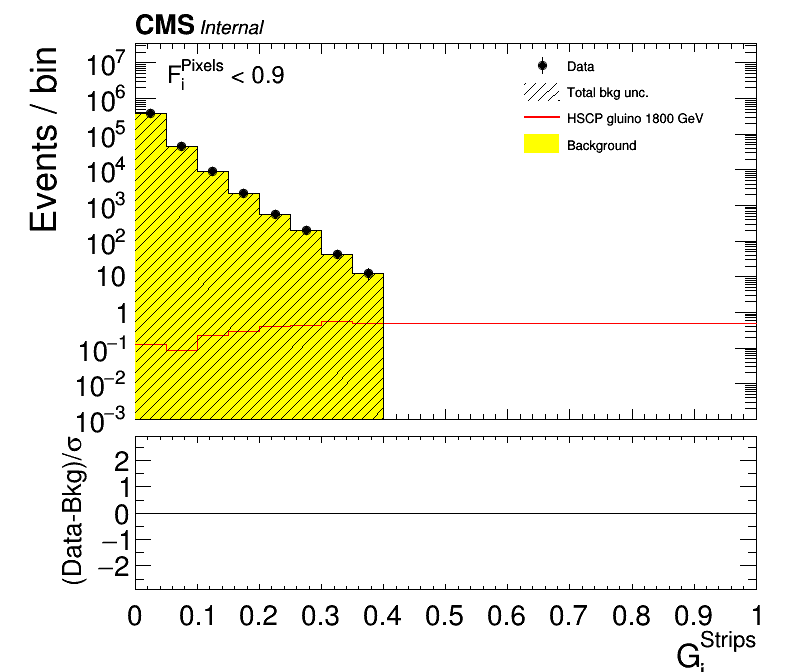 CMS Internal
F_i^Pixels < 0.9
Data
Total bkg unc.
HSCP gluino 1800 GeV
Background
Events / bin
10^7
10^6
10^5
10^4
10^3
10^2
10
1
10^−1
10^−2
10^−3
(Data-Bkg)/σ
2
1
0
−1
−2
0 0.1 0.2 0.3 0.4 0.5 0.6 0.7 0.8 0.9 1
G_i^Strips